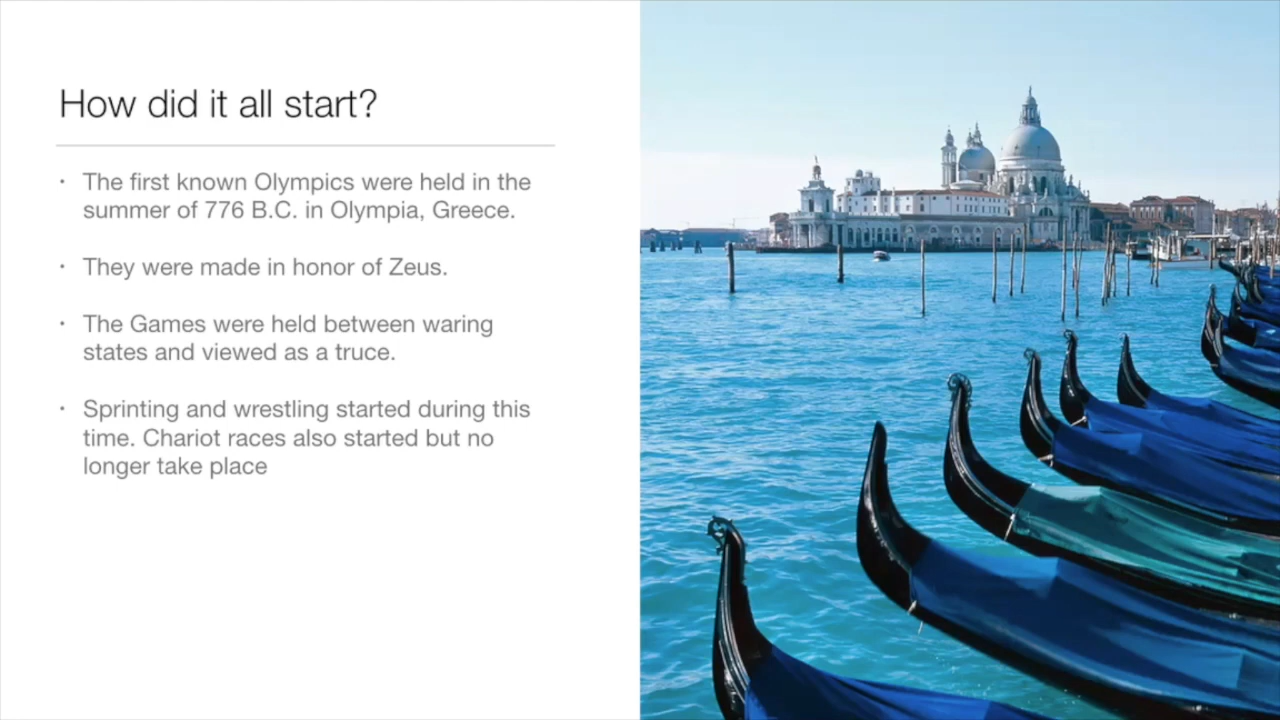 How did it all start?
· The first known Olympics were held in the
summer of 776 B.C. in Olympia, Greece.
· They were made in honor of Zeus.
· The Games were held between waring
states and viewed as a truce.
· Sprinting and wrestling started during this
time. Chariot races also started but no
longer take place